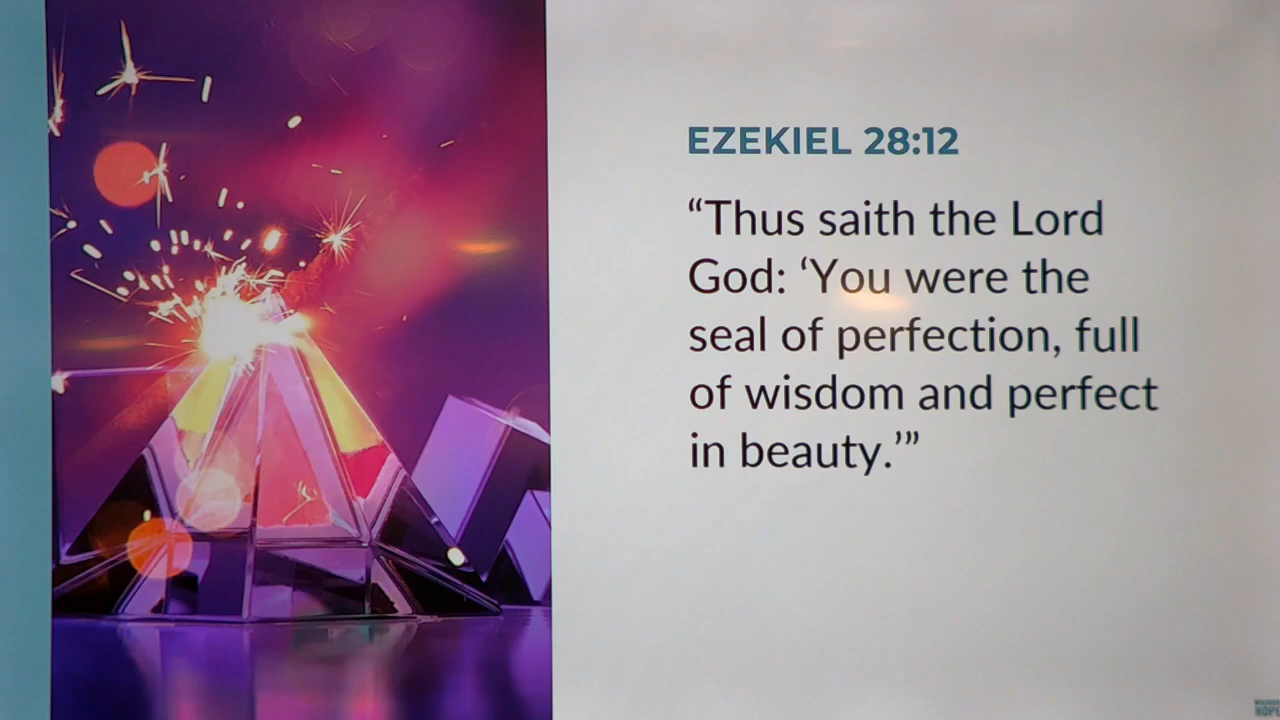 EZEKIEL 28:12
“Thus saith the Lord
God: ‘You were the
seal of perfection, full
of wisdom and perfect
in beauty.’”
HOPE